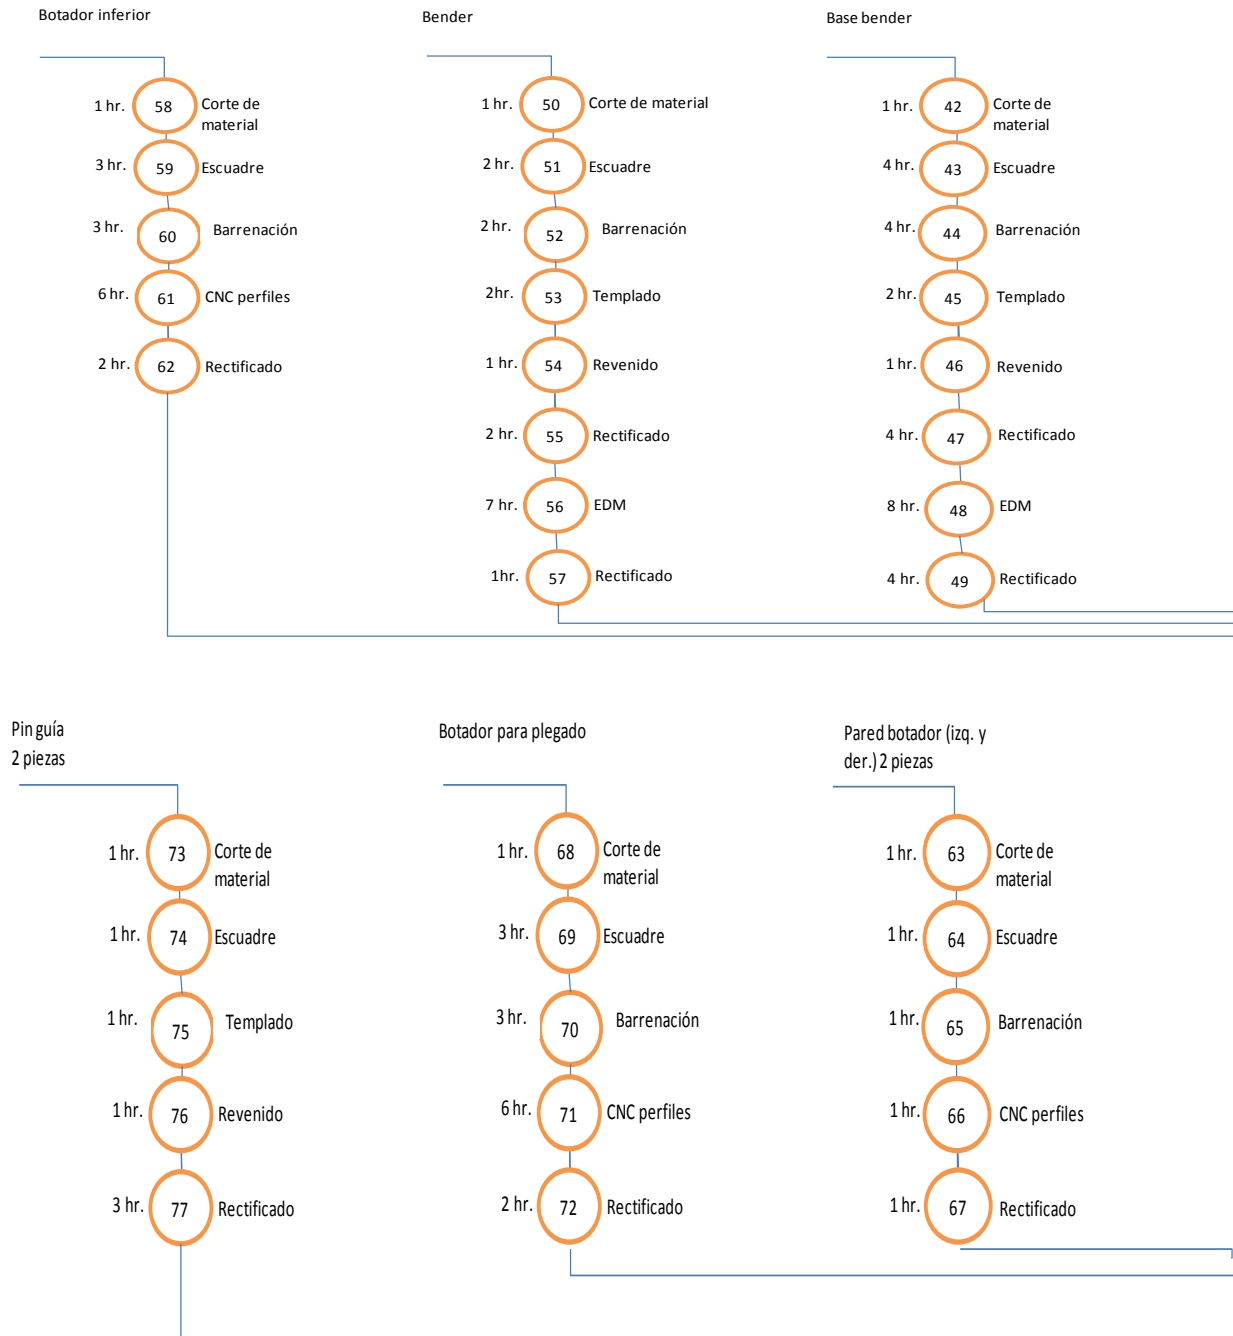 Botador inferior
1 hr. 58 Corte de
material
3 hr. 59 Escuadre
3 hr. 60 Barrenación
6 hr. 61 CNC perfiles
2 hr. 62 Rectificado
Bender
1 hr. 50 Corte de material
2 hr. 51 Escuadre
2 hr. 52 Barrenación
2hr. 53 Templado
1 hr. 54 Revenido
2 hr. 55 Rectificado
7 hr. 56 EDM
1hr. 57 Rectificado
Base bender
1 hr. 42 Corte de
material
4 hr. 43 Escuadre
4 hr. 44 Barrenación
2 hr. 45 Templado
1 hr. 46 Revenido
4 hr. 47 Rectificado
8 hr. 48 EDM
4 hr. 49 Rectificado
Pin guía
2 piezas
1 hr. 73 Corte de
material
1 hr. 74 Escuadre
1 hr. 75 Templado
1 hr. 76 Revenido
3 hr. 77 Rectificado
Botador para plegado
1 hr. 68 Corte de
material
3 hr. 69 Escuadre
3 hr. 70 Barrenación
6 hr. 71 CNC perfiles
2 hr. 72 Rectificado
Pared botador (izq. y
der.) 2 piezas
1 hr. 63 Corte de
material
1 hr. 64 Escuadre
1 hr. 65 Barrenación
1 hr. 66 CNC perfiles
1 hr. 67 Rectificado